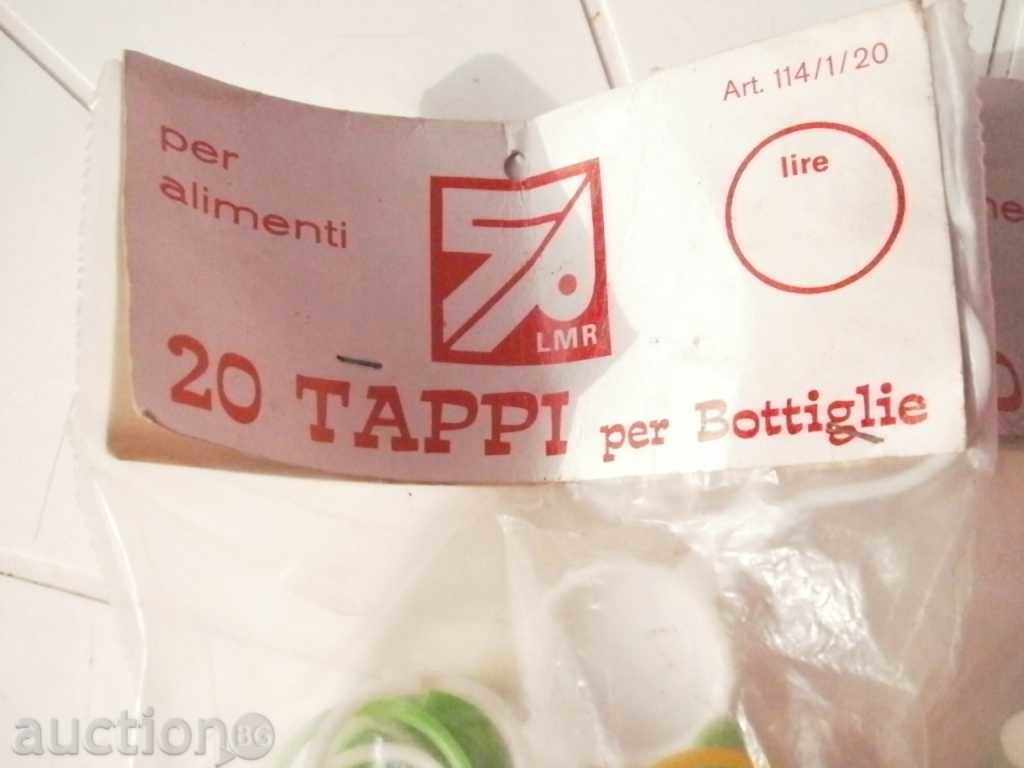 Art. 114/1/20
per
alimenti
lire
LMR
20 TAPPI per Bottiglie
auction BG